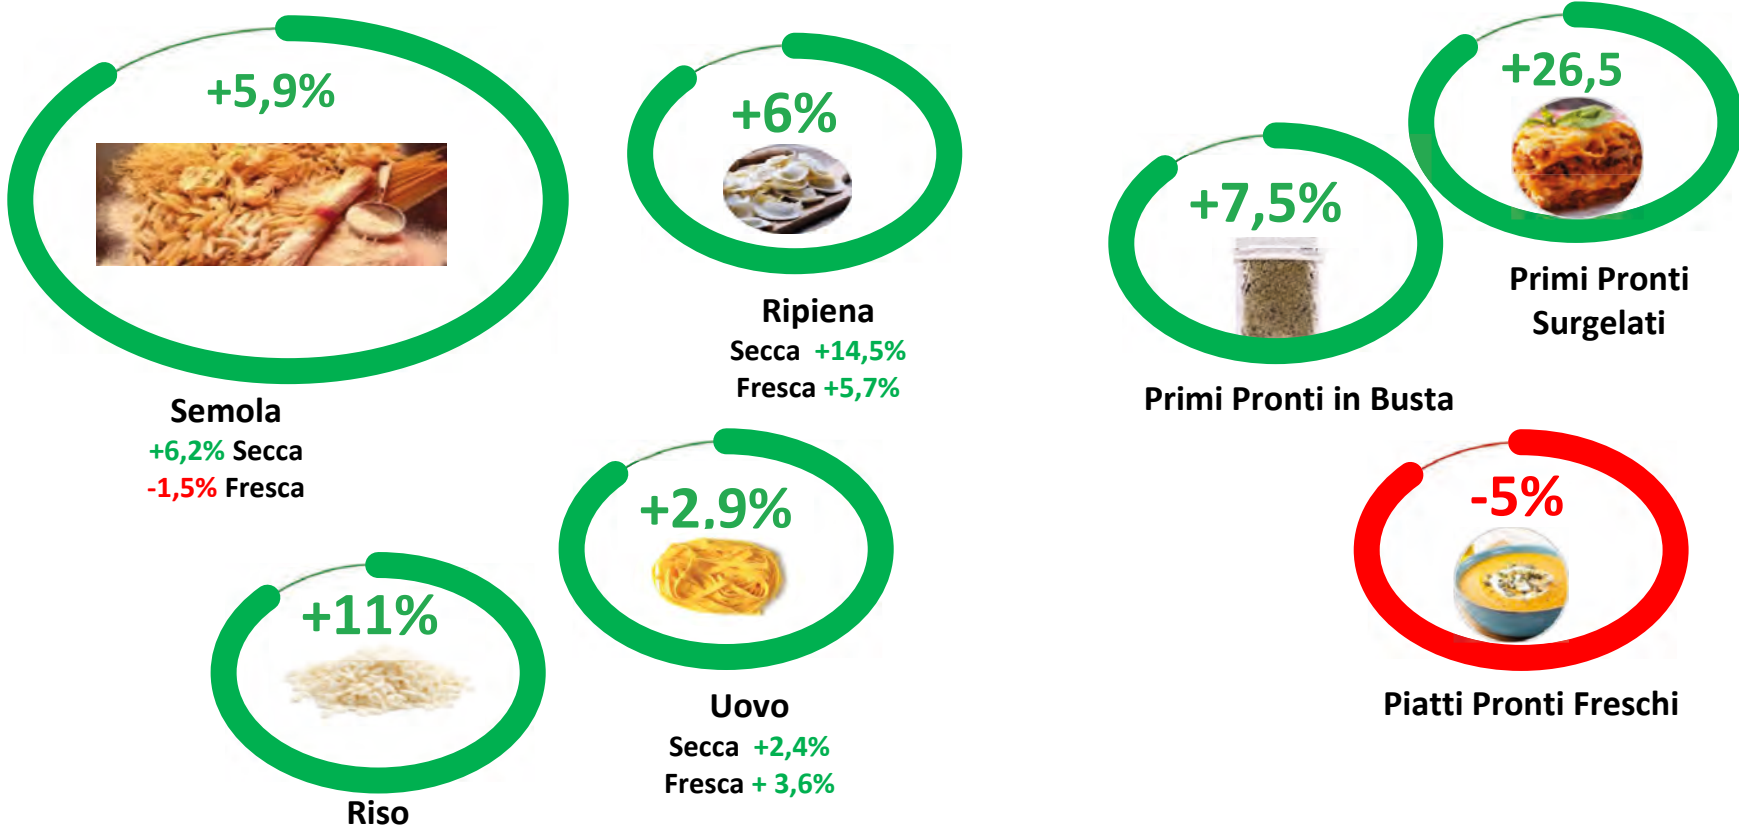 +5,9%
Semola
+6,2% Secca
-1,5% Fresca
+6%
Ripiena
Secca +14,5%
Fresca +5,7%
+11%
Riso
+2,9%
Uovo
Secca +2,4%
Fresca + 3,6%
+7,5%
Primi Pronti in Busta
+26,5
Primi Pronti
Surgelati
-5%
Piatti Pronti Freschi